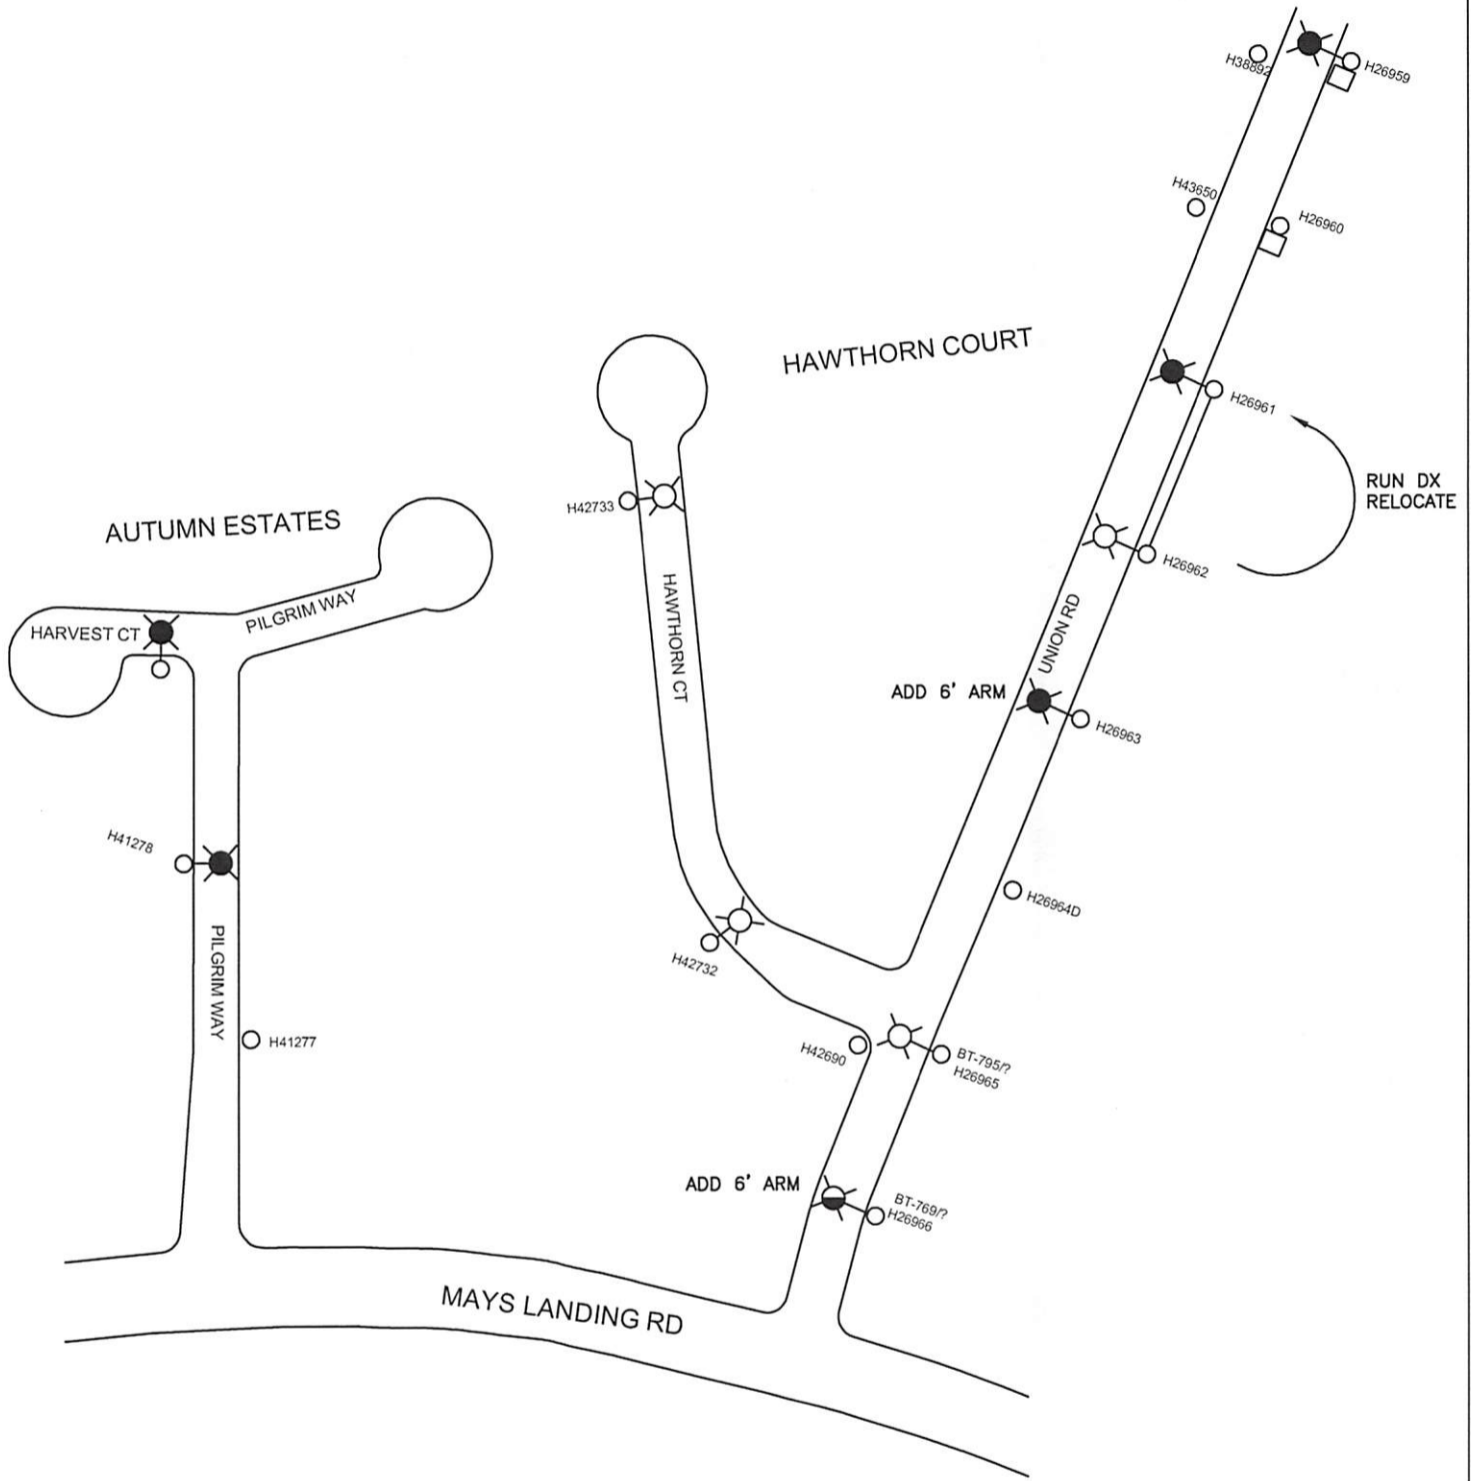 H38892
H26959
H43650
H26960
HAWTHORN COURT
H26961
RUN DX
RELOCATE
H42733
AUTUMN ESTATES
H26962
HAWTHORN CT
PILGRIM WAY
HARVEST CT
UNION RD
ADD 6' ARM
H26963
H41278
H26964D
PILGRIM WAY
H42732
H41277
H42690
BT-795/?
H26965
ADD 6' ARM
BT-769/?
H26966
MAYS LANDING RD